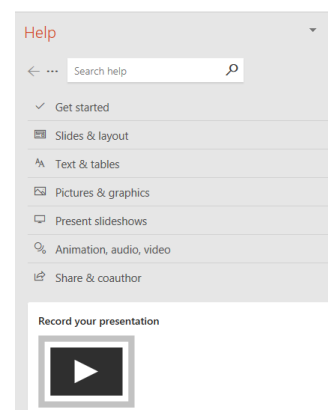 Help
Search help
Get started
Slides & layout
Text & tables
Pictures & graphics
Present slideshows
Animation, audio, video
Share & coauthor
Record your presentation